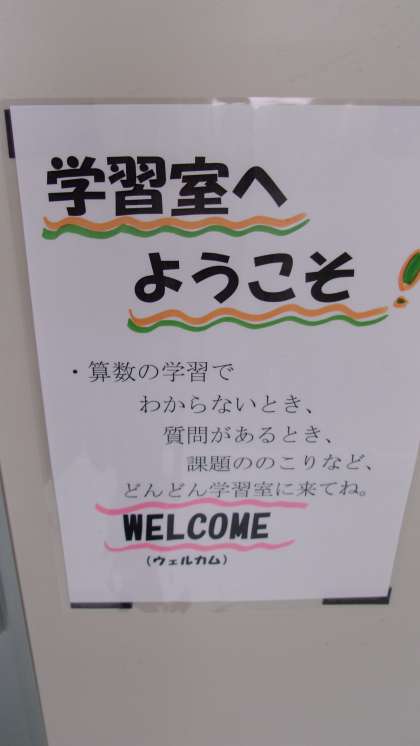 学習室へ
ようこそ!
・算数の学習で
わからないとき、
質問があるとき、
課題ののこりなど、
どんどん学習室に来てね。
WELCOME
(ウェルカム)